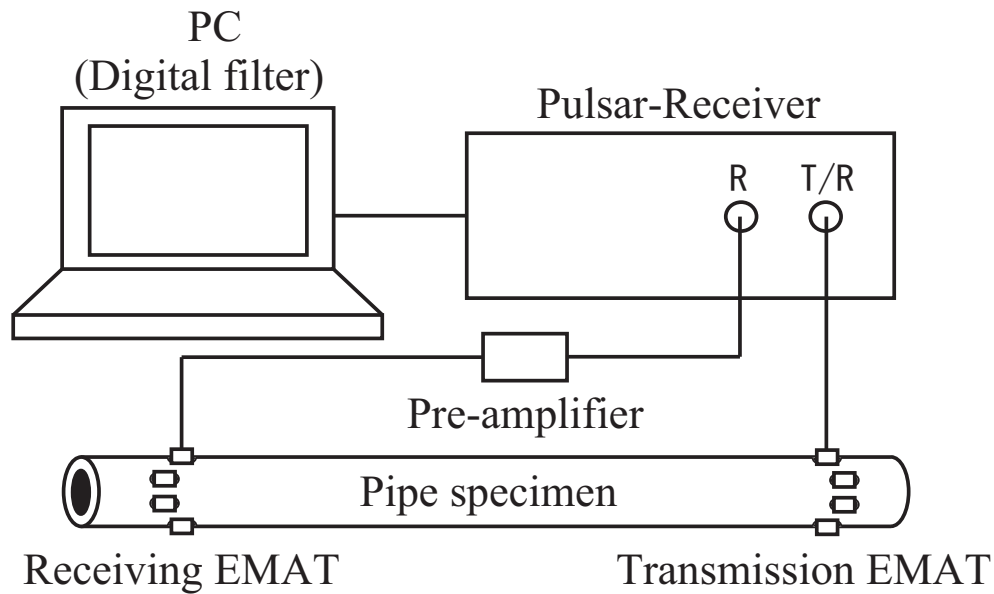 PC
(Digital filter)
Pulsar-Receiver
R
T/R
Pre-amplifier
Pipe specimen
Receiving EMAT
Transmission EMAT